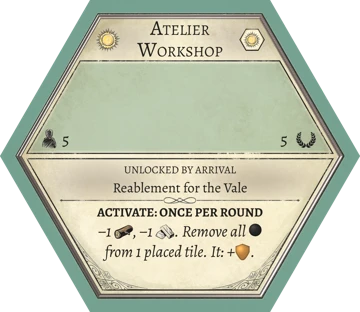 Atelier
Workshop
5 5
UNLOCKED BY ARRIVAL
Reablement for the Vale
ACTIVATE: ONCE PER ROUND
−1 , −1 . Remove all
from 1 placed tile. It: + .